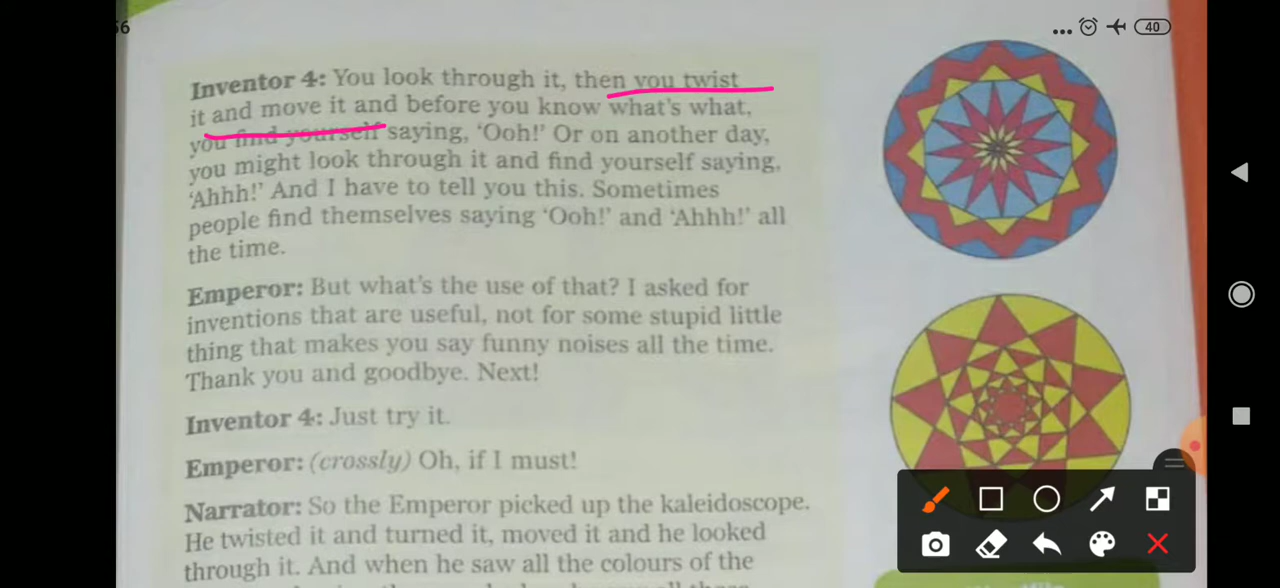 56
40
Inventor 4: You look through it, then you twist
it and move it and before you know what's what,
you find yourself saying, 'Ooh!' Or on another day,
you might look through it and find yourself saying,
'Ahhh!' And I have to tell you this. Sometimes
people find themselves saying 'Ooh!' and 'Ahhh!' all
the time.
Emperor: But what's the use of that? I asked for
inventions that are useful, not for some stupid little
thing that makes you say funny noises all the time.
Thank you and goodbye. Next!
Inventor 4: Just try it.
Emperor: (crossly) Oh, if I must!
Narrator: So the Emperor picked up the kaleidoscope.
He twisted it and turned it, moved it and he looked
through it. And when he saw all the colours of the